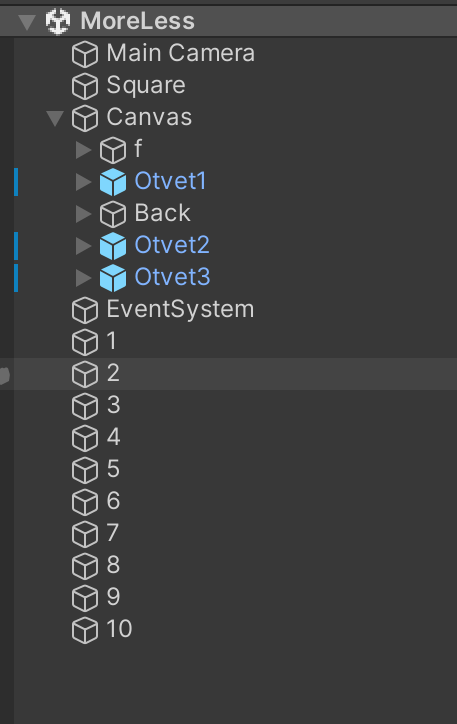 MoreLess
Main Camera
Square
Canvas
f
Otvet1
Back
Otvet2
Otvet3
EventSystem
1
2
3
4
5
6
7
8
9
10